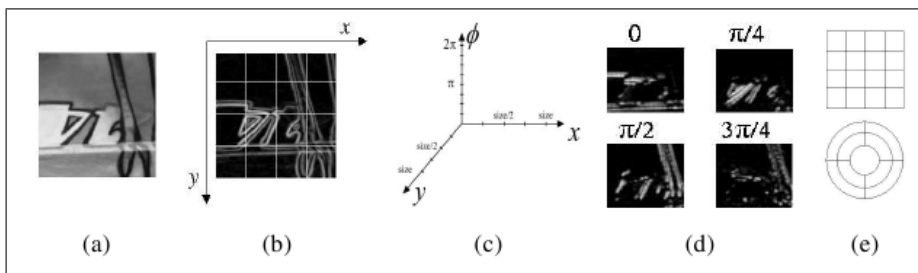 x
y
ϕ
2π
π
size/2 size
x
size/2
size
y
0 π/4
π/2 3π/4
(a) (b) (c) (d) (e)